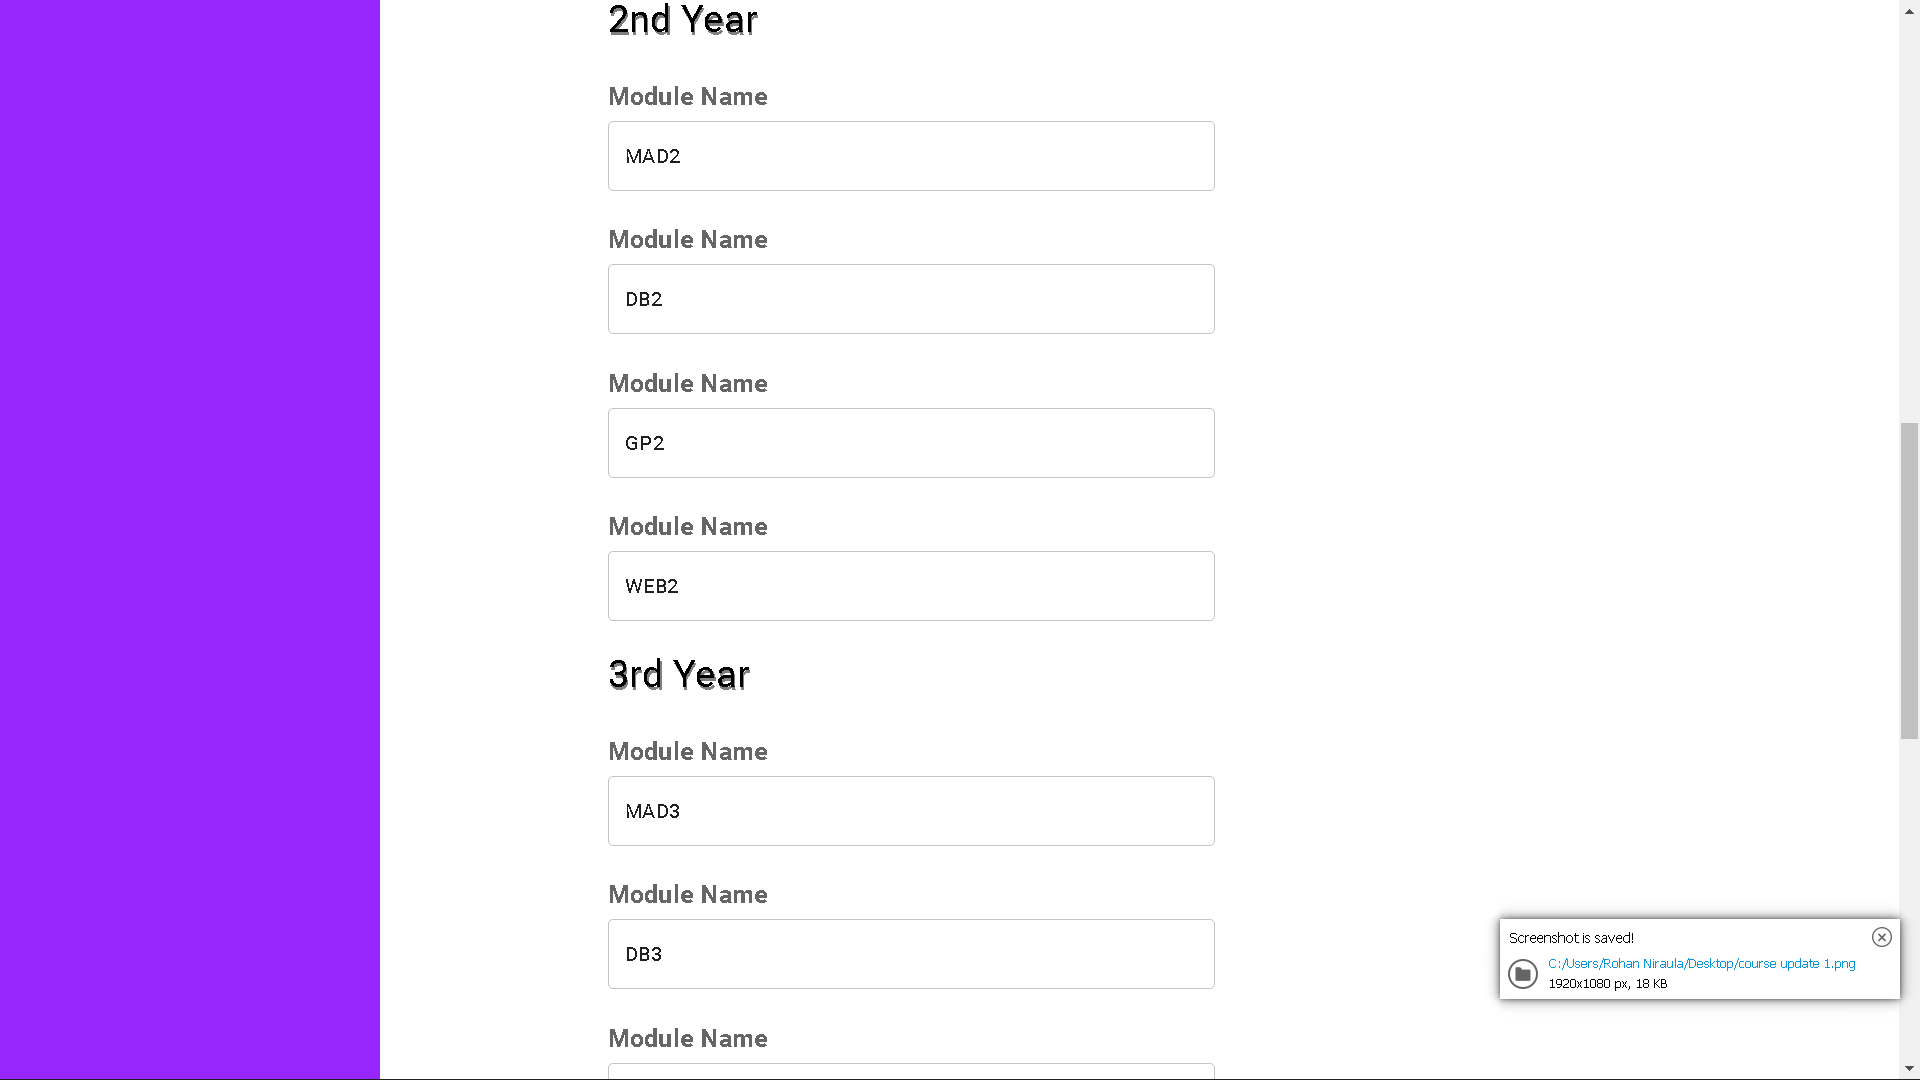 2nd Year
Module Name
MAD2
Module Name
DB2
Module Name
GP2
Module Name
WEB2
3rd Year
Module Name
MAD3
Module Name
DB3
Module Name
Screenshot is saved!
C:/Users/Rohan Niraula/Desktop/course update 1.png
1920x1080 px, 18 KB